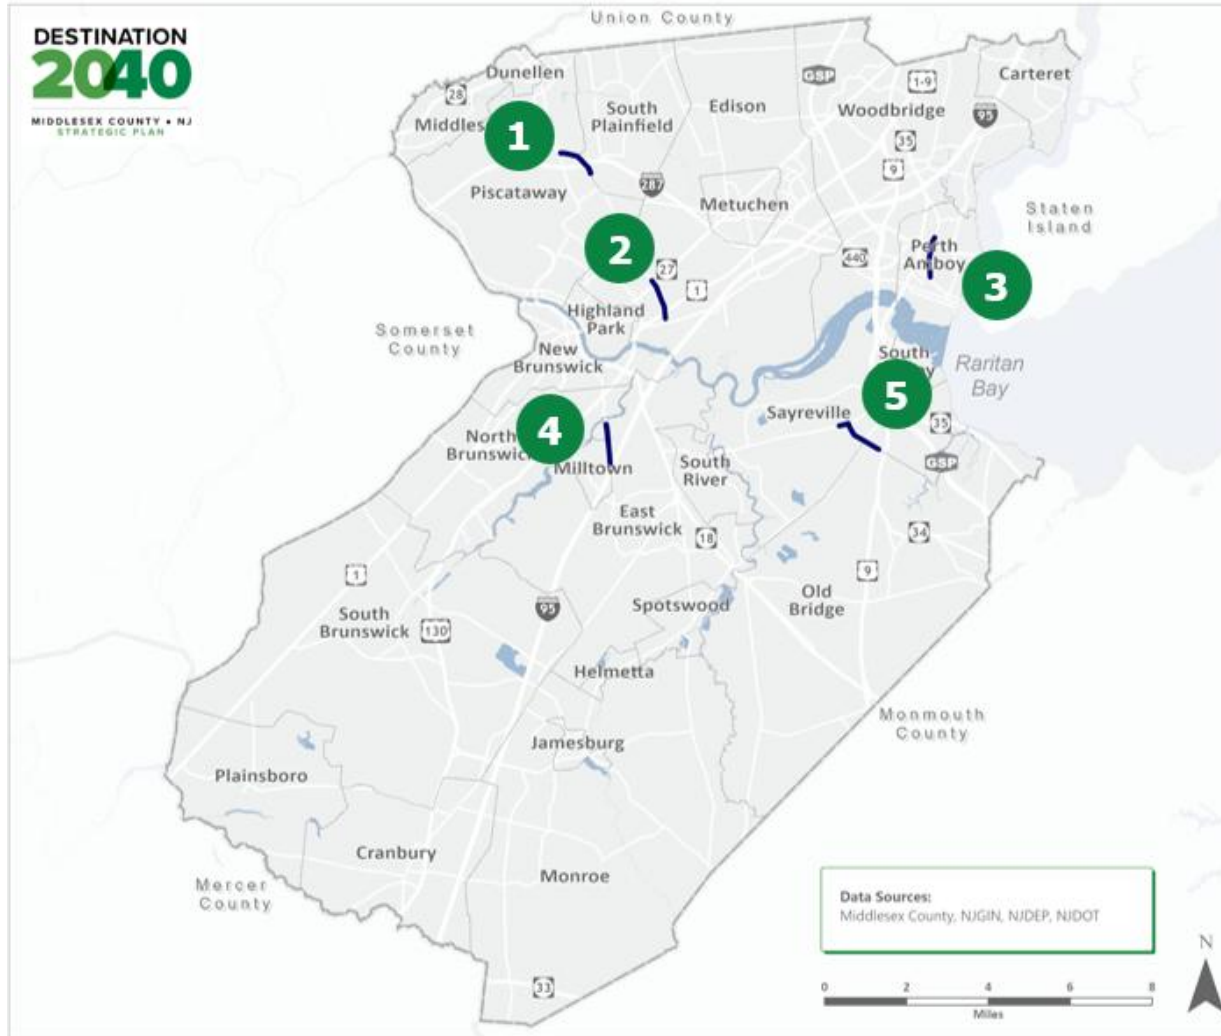 DESTINATION
2040
MIDDLESEX COUNTY • NJ
STRATEGIC PLAN
Union County
Dunellen
28
GSP
1-9
Carteret
South
Plainfield
Edison
Woodbridge
95
1
35
9
Piscataway
287
Metuchen
Staten
Island
2
27
1
440
Perth
Amboy
3
Highland
Park
Somerset
County
New
Brunswick
South
Raritan
Bay
5
Sayreville
35
North
4
Milltown
South
River
GSP
East
Brunswick
18
34
1
9
95
Spotswood
Old
Bridge
South
Brunswick
130
Helmetta
Monmouth
County
Jamesburg
Plainsboro
Cranbury
Mercer
County
Monroe
33
Data Sources:
Middlesex County, NJGIN, NJDEP, NJDOT
N
0 2 4 6 8
Miles